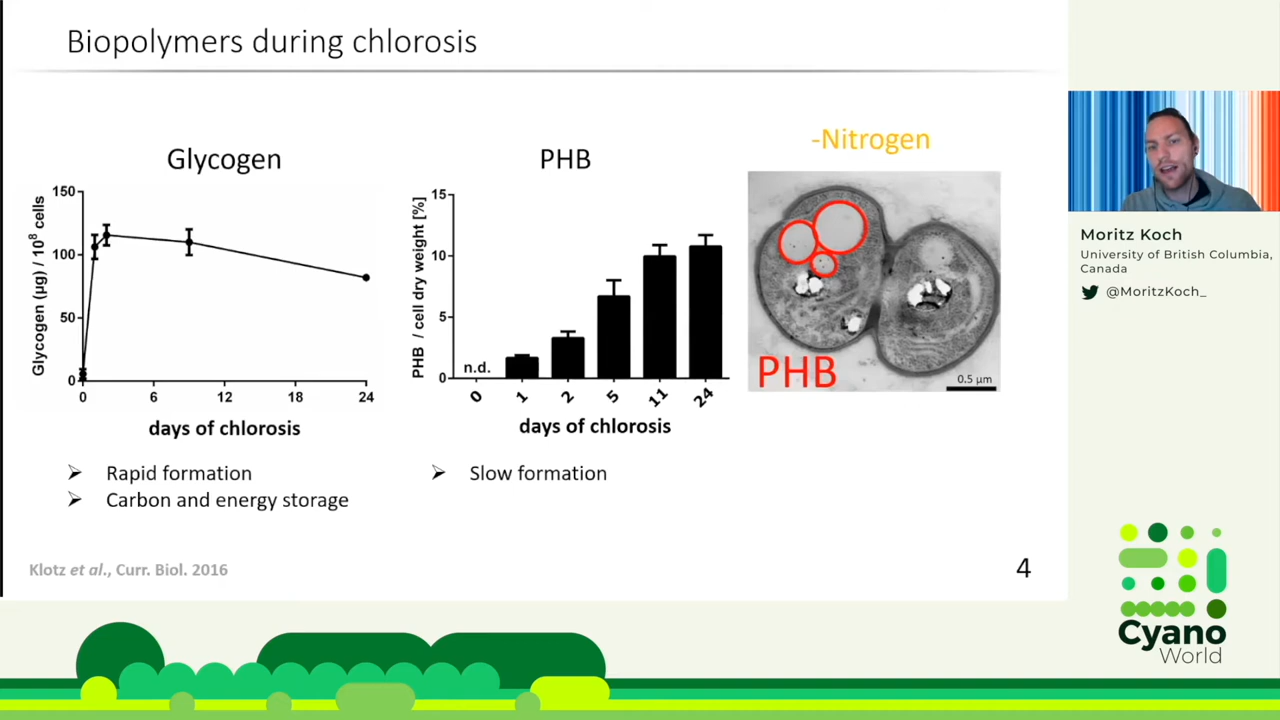 Biopolymers during chlorosis
Glycogen
150
100
50
0
Glycogen (µg) / 10⁸ cells
0 6 12 18 24
days of chlorosis
➢ Rapid formation
➢ Carbon and energy storage
PHB
15
10
5
0
PHB / cell dry weight [%]
n.d.
0 1 2 5 11 24
days of chlorosis
➢ Slow formation
-Nitrogen
PHB
0.5 µm
Klotz et al., Curr. Biol. 2016
4
Moritz Koch
University of British Columbia,
Canada
@MoritzKoch_
Cyano
World